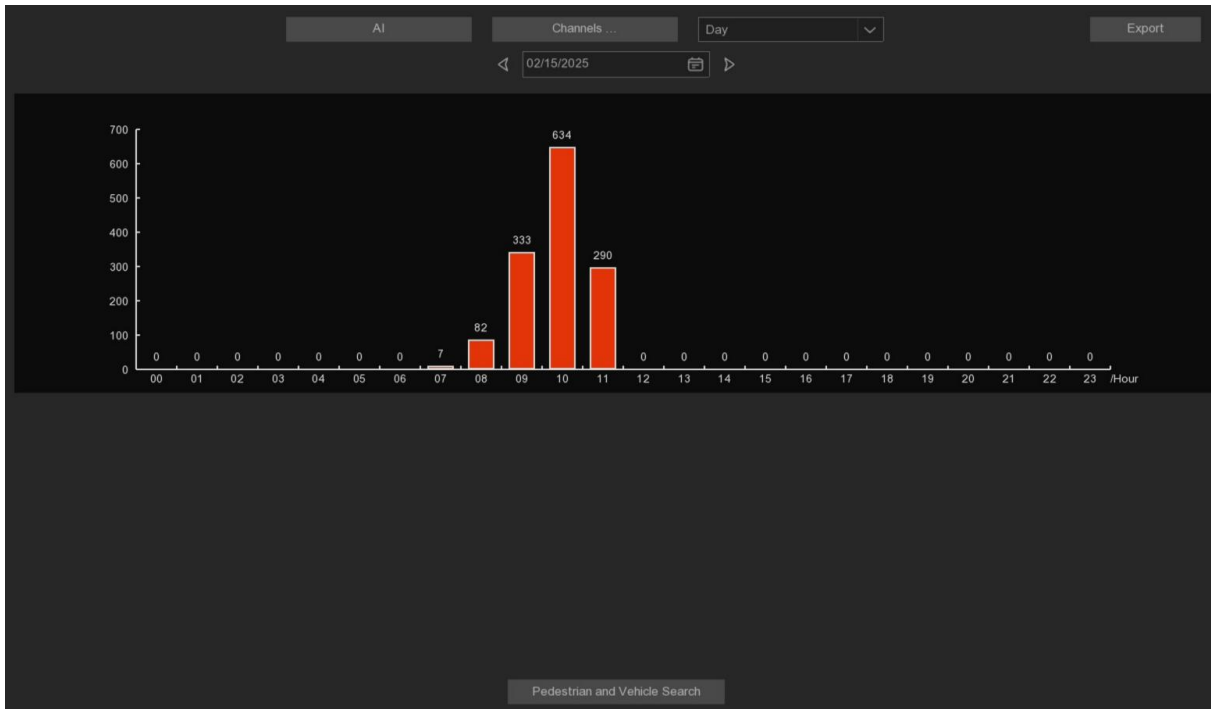 AI Channels ... Day Export
02/15/2025
700
600
500
400
300
200
100
0
0 0 0 0 0 0 0 7 82 333 634 290 0 0 0 0 0 0 0 0 0 0 0 0
00 01 02 03 04 05 06 07 08 09 10 11 12 13 14 15 16 17 18 19 20 21 22 23 /Hour
Pedestrian and Vehicle Search